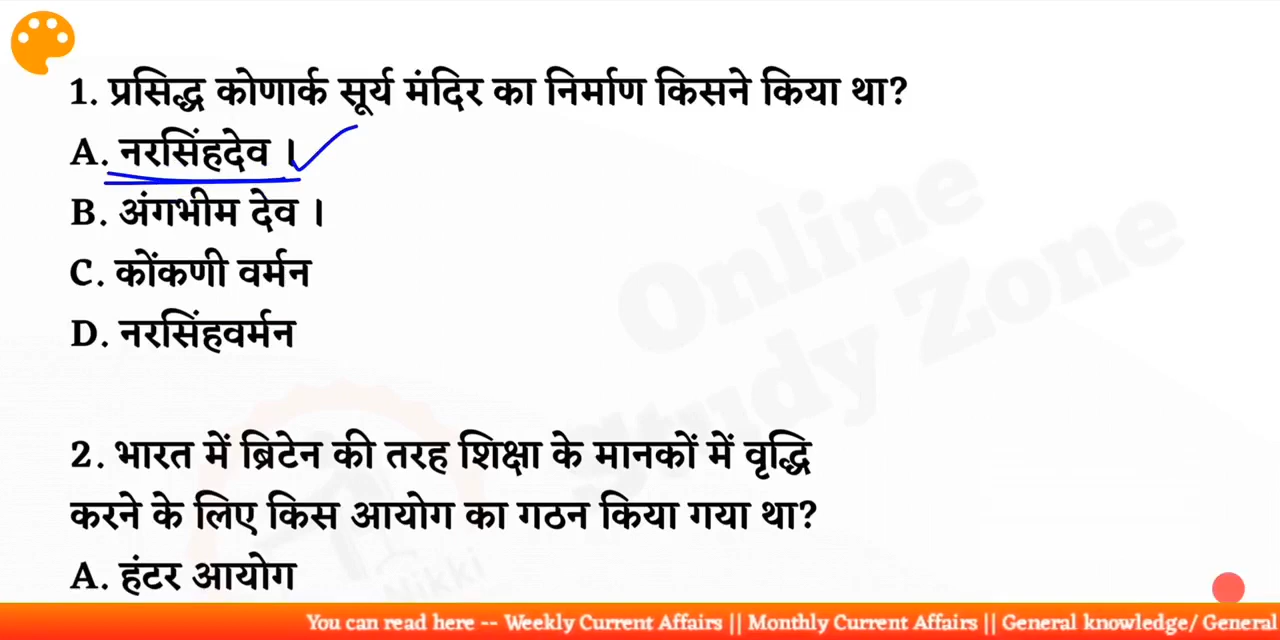 1. प्रसिद्ध कोणार्क सूर्य मंदिर का निर्माण किसने किया था?
A. नरसिंहदेव ।
B. अंगभीम देव ।
C. कोंकणी वर्मन
D. नरसिंहवर्मन
Online
Study Zone
2. भारत में ब्रिटेन की तरह शिक्षा के मानकों में वृद्धि
करने के लिए किस आयोग का गठन किया गया था?
A. हंटर आयोग
Nikki
You can read here -- Weekly Current Affairs || Monthly Current Affairs || General knowledge/ General